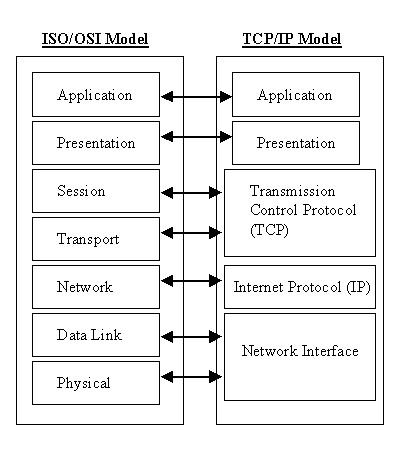 ISO/OSI Model
TCP/IP Model
Application
Presentation
Session
Transport
Network
Data Link
Physical
Application
Presentation
Transmission
Control Protocol
(TCP)
Internet Protocol (IP)
Network Interface